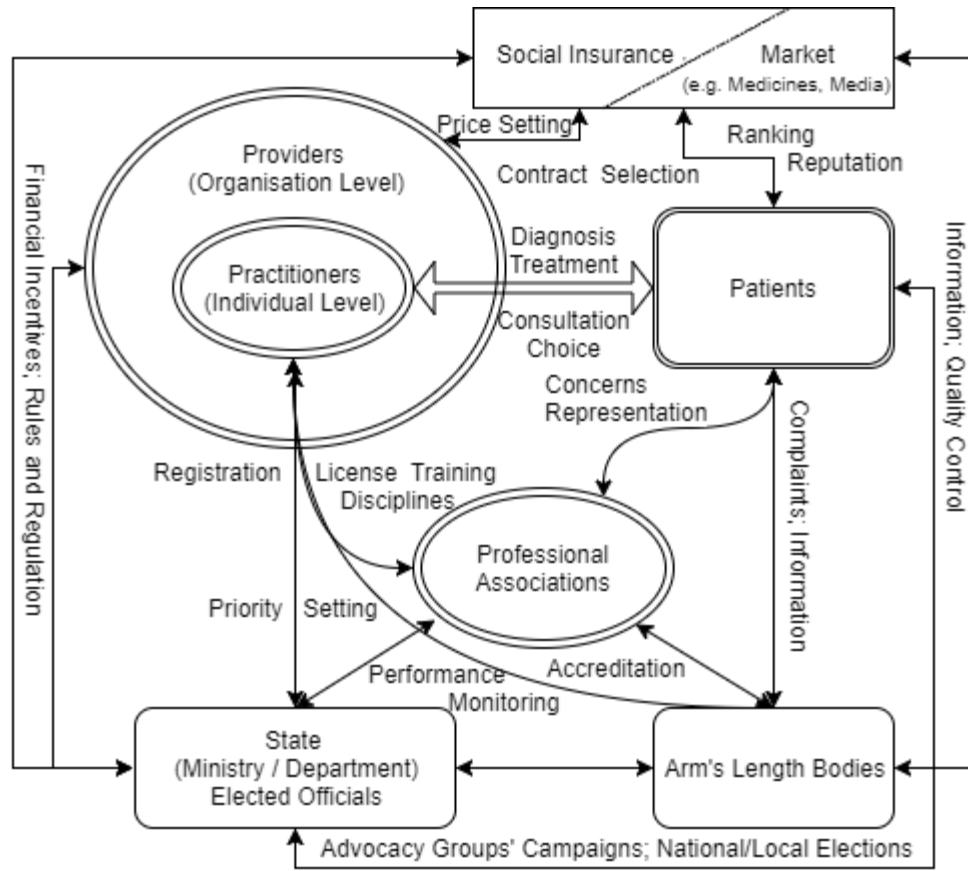 Social Insurance
Market
(e.g. Medicines, Media)
Price Setting
Ranking
Reputation
Providers
(Organisation Level)
Contract Selection
Practitioners
(Individual Level)
Diagnosis
Treatment
Patients
Consultation
Choice
Financial Incentives; Rules and Regulation
Information; Quality Control
Concerns
Representation
Registration
License Training
Disciplines
Complaints; Information
Professional
Associations
Priority Setting
Performance
Monitoring
Accreditation
State
(Ministry / Department)
Elected Officials
Arm's Length Bodies
Advocacy Groups' Campaigns; National/Local Elections